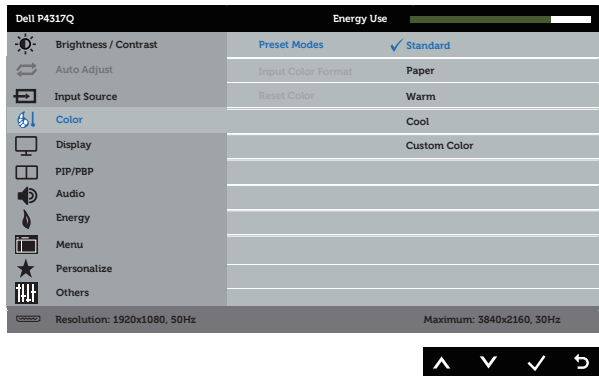 Dell P4317Q Energy Use
Brightness / Contrast Preset Modes Standard
Auto Adjust Input Color Format Paper
Input Source Reset Color Warm
Color Cool
Display Custom Color
PIP/PBP
Audio
Energy
Menu
Personalize
Others
Resolution: 1920x1080, 50Hz Maximum: 3840x2160, 30Hz